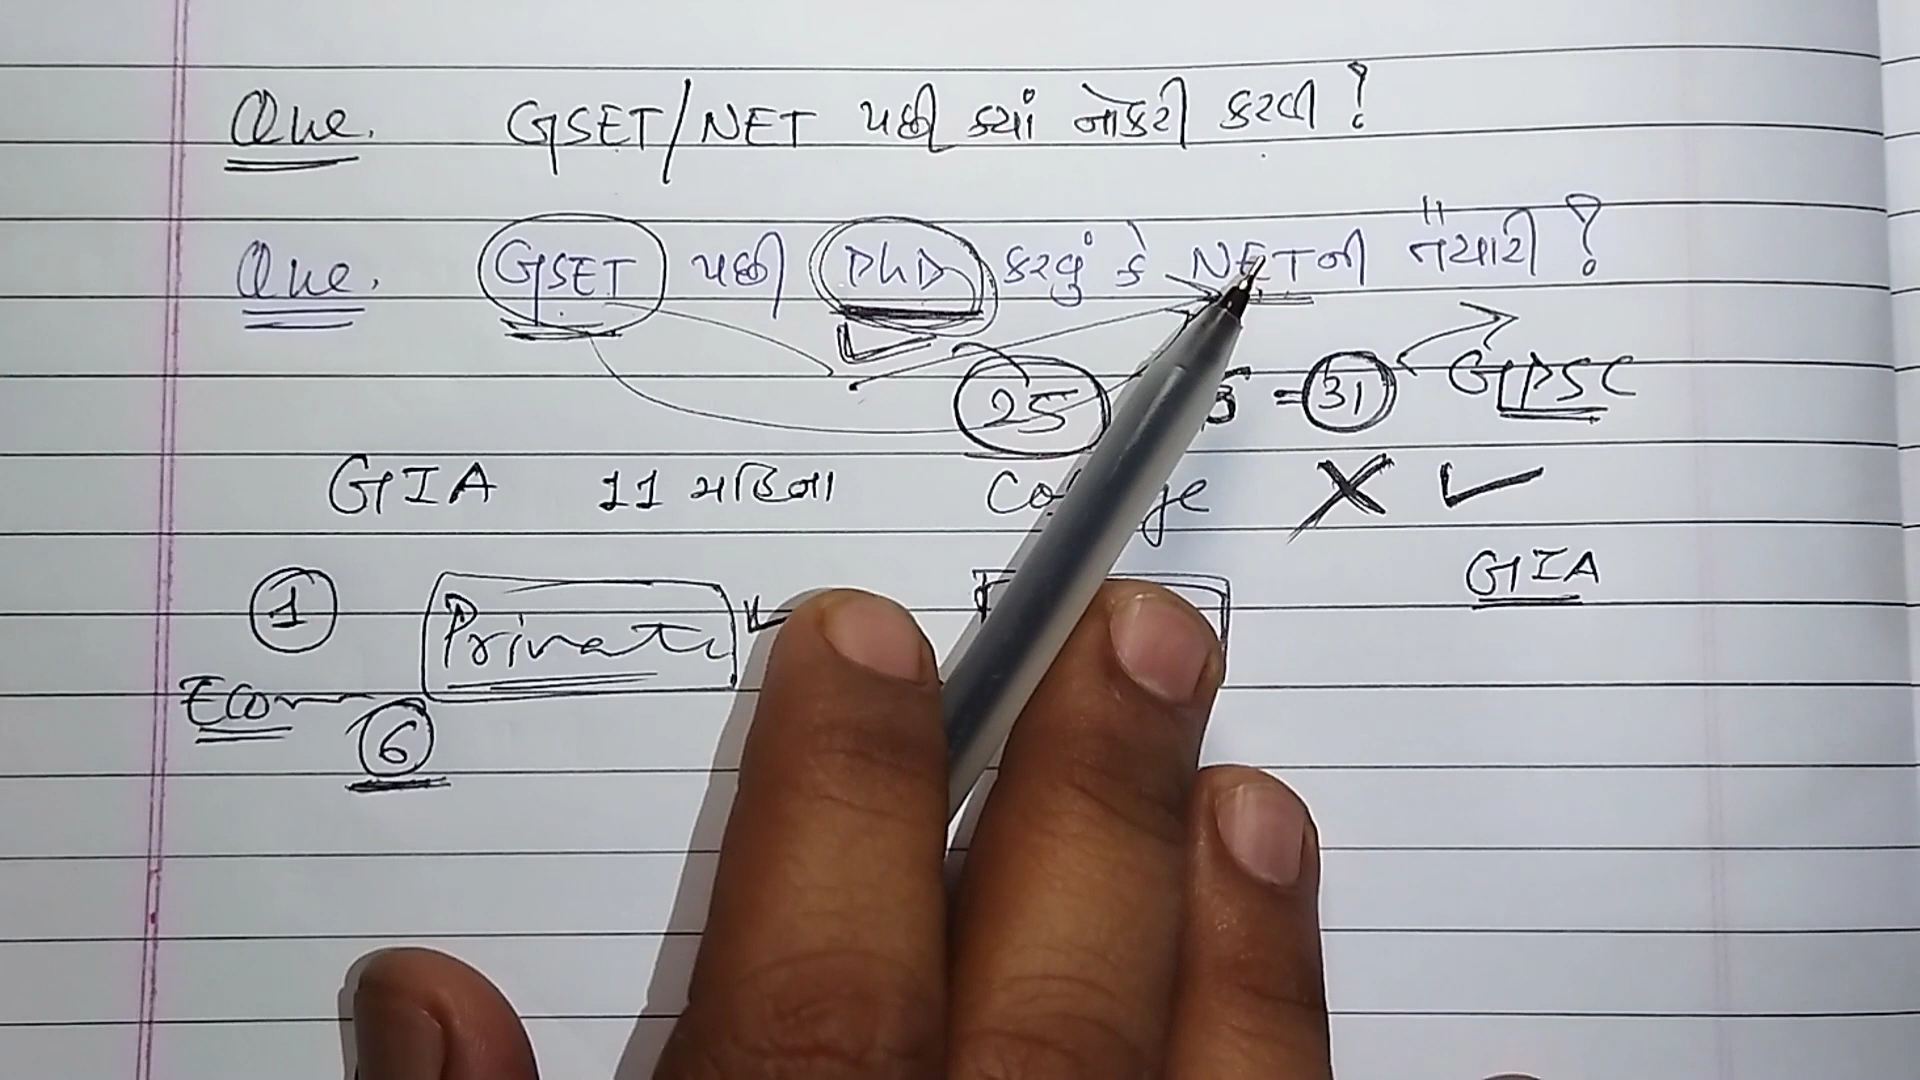 Que. GSET/NET પછી ક્યાં નોકરી કરવી?
Que. GSET પછી PhD કરવું કે NETની તૈયારી?
25 = 31 GPSC
GIA 11 મહિના College X ✓
GIA
1 Private ✓
Econ
6